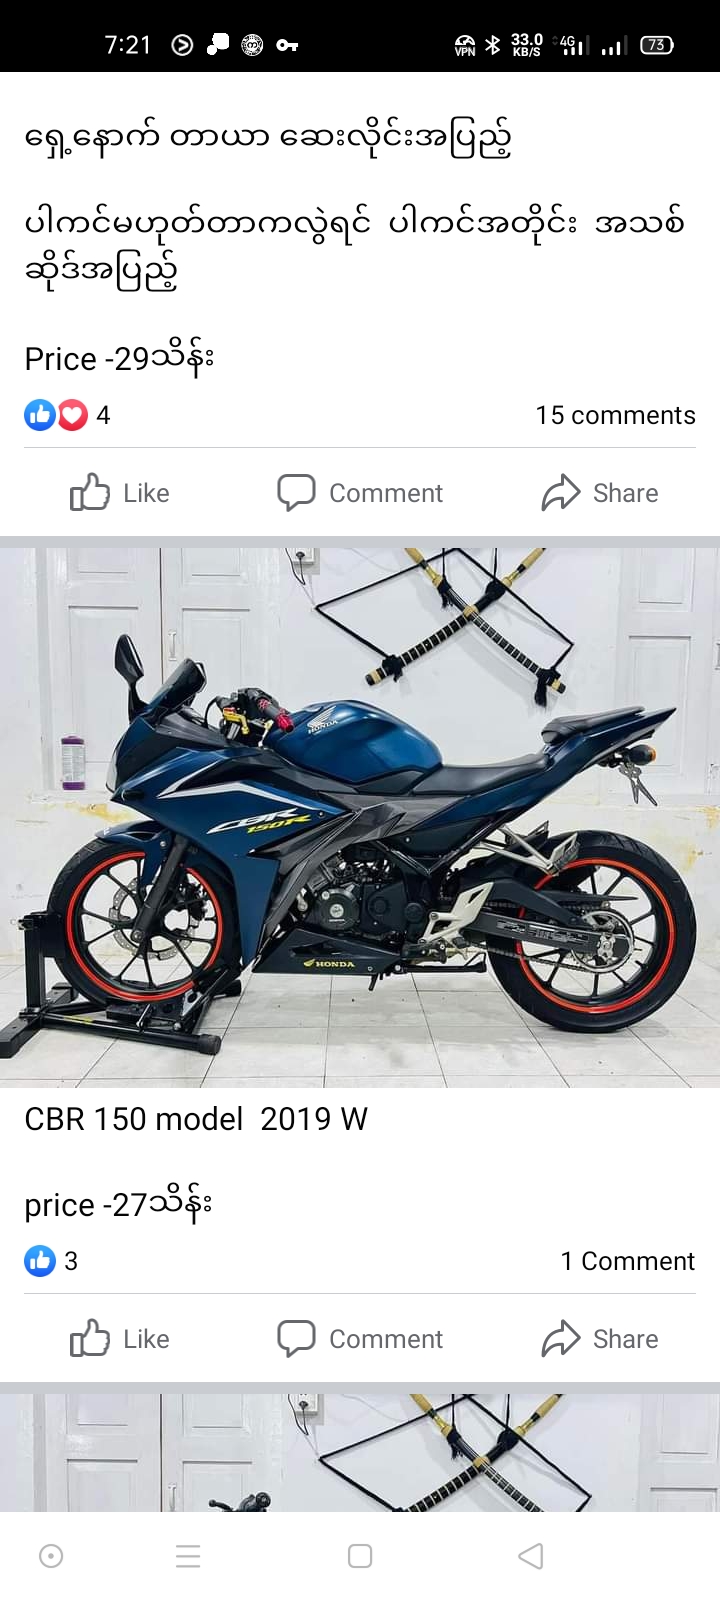 7:21
VPN
33.0
KB/S
4G
73
ရှေ့နောက် တာယာ ဆေးလိုင်းအပြည့်
ပါကင်မဟုတ်တာကလွဲရင် ပါကင်အတိုင်း အသစ်
ဆိုဒ်အပြည့်
Price -29သိန်း
4
15 comments
Like
Comment
Share
HONDA
CBR
150R
HONDA
CBR 150 model 2019 W
price -27သိန်း
3
1 Comment
Like
Comment
Share